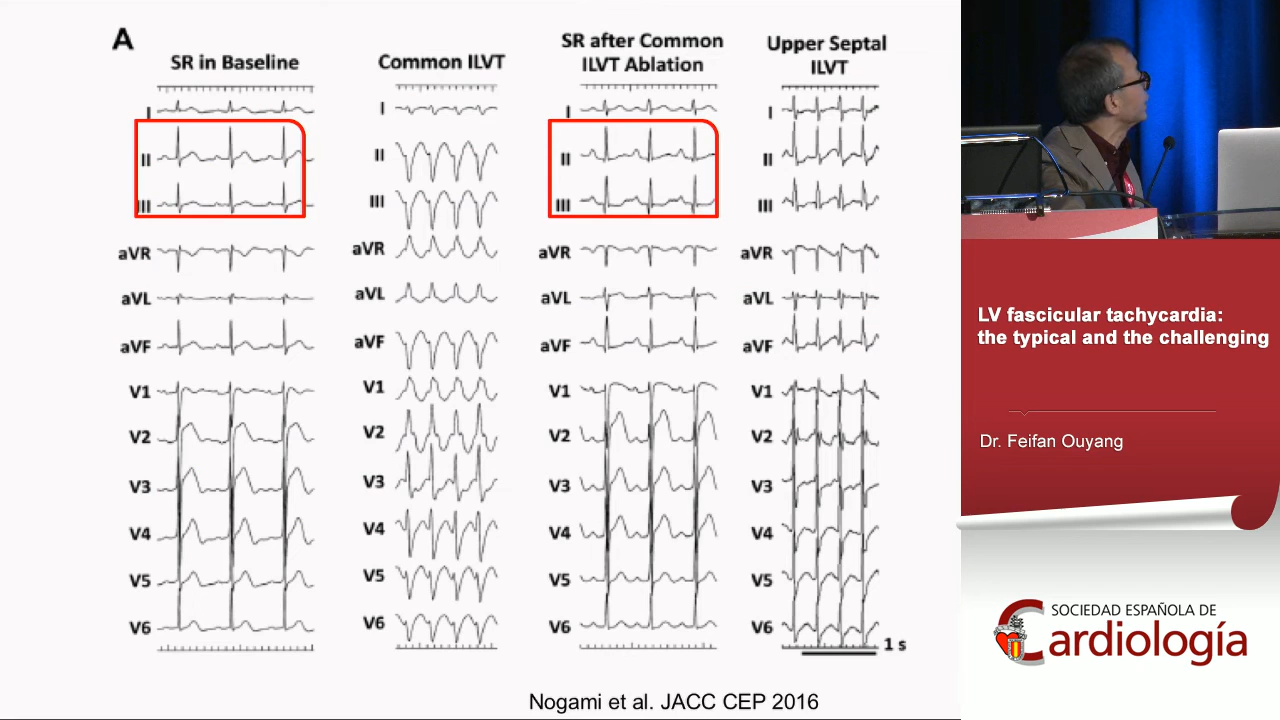 A
SR in Baseline
Common ILVT
SR after Common
ILVT Ablation
Upper Septal
ILVT
I
II
III
aVR
aVL
aVF
V1
V2
V3
V4
V5
V6
I
II
III
aVR
aVL
aVF
V1
V2
V3
V4
V5
V6
I
II
III
aVR
aVL
aVF
V1
V2
V3
V4
V5
V6
I
II
III
aVR
aVL
aVF
V1
V2
V3
V4
V5
V6
1 s
Nogami et al. JACC CEP 2016
LV fascicular tachycardia:
the typical and the challenging
Dr. Feifan Ouyang
SOCIEDAD ESPAÑOLA DE
Cardiología